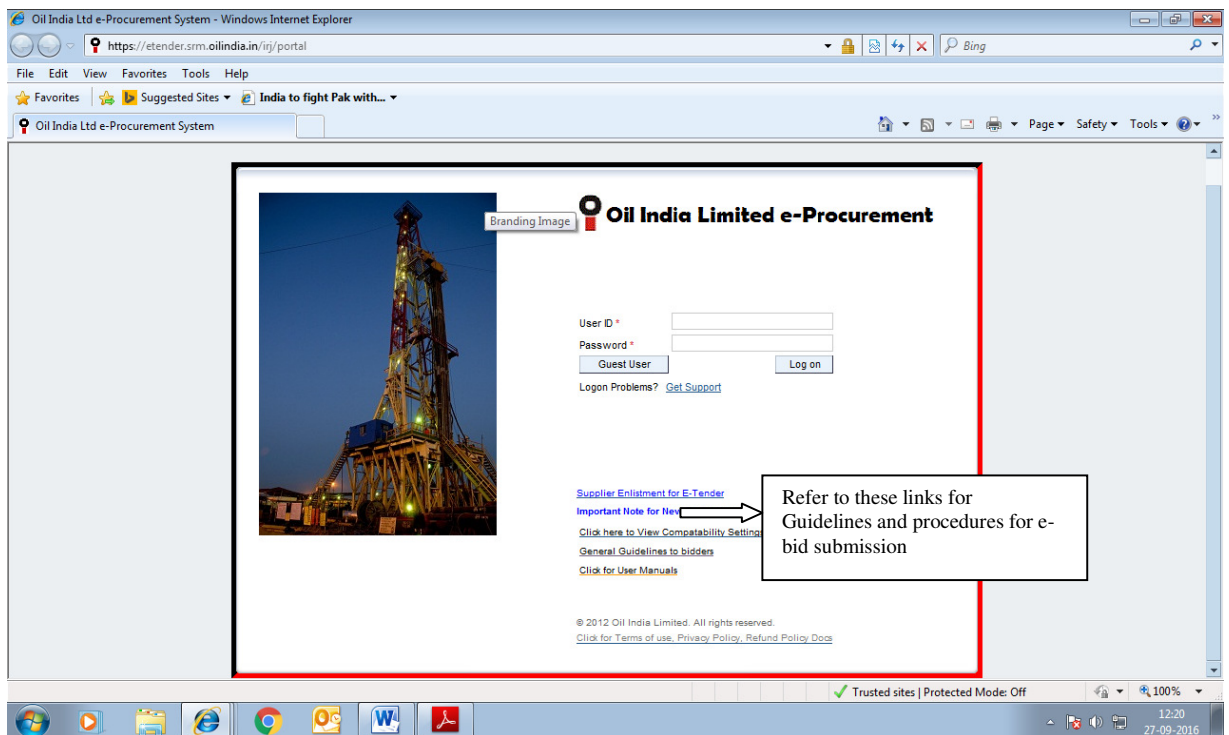 Oil India Ltd e-Procurement System - Windows Internet Explorer
https://etender.srm.oilindia.in/irj/portal
Bing
File Edit View Favorites Tools Help
Favorites Suggested Sites India to fight Pak with...
Oil India Ltd e-Procurement System
Page Safety Tools
Branding Image
Oil India Limited e-Procurement
User ID *
Password *
Guest User Log on
Logon Problems? Get Support
Supplier Enlistment for E-Tender
Important Note for New
Click here to View Compatability Settings
General Guidelines to bidders
Click for User Manuals
Refer to these links for
Guidelines and procedures for e-
bid submission
© 2012 Oil India Limited. All rights reserved.
Click for Terms of use, Privacy Policy, Refund Policy Docs
Trusted sites | Protected Mode: Off 100%
12:20
27-09-2016